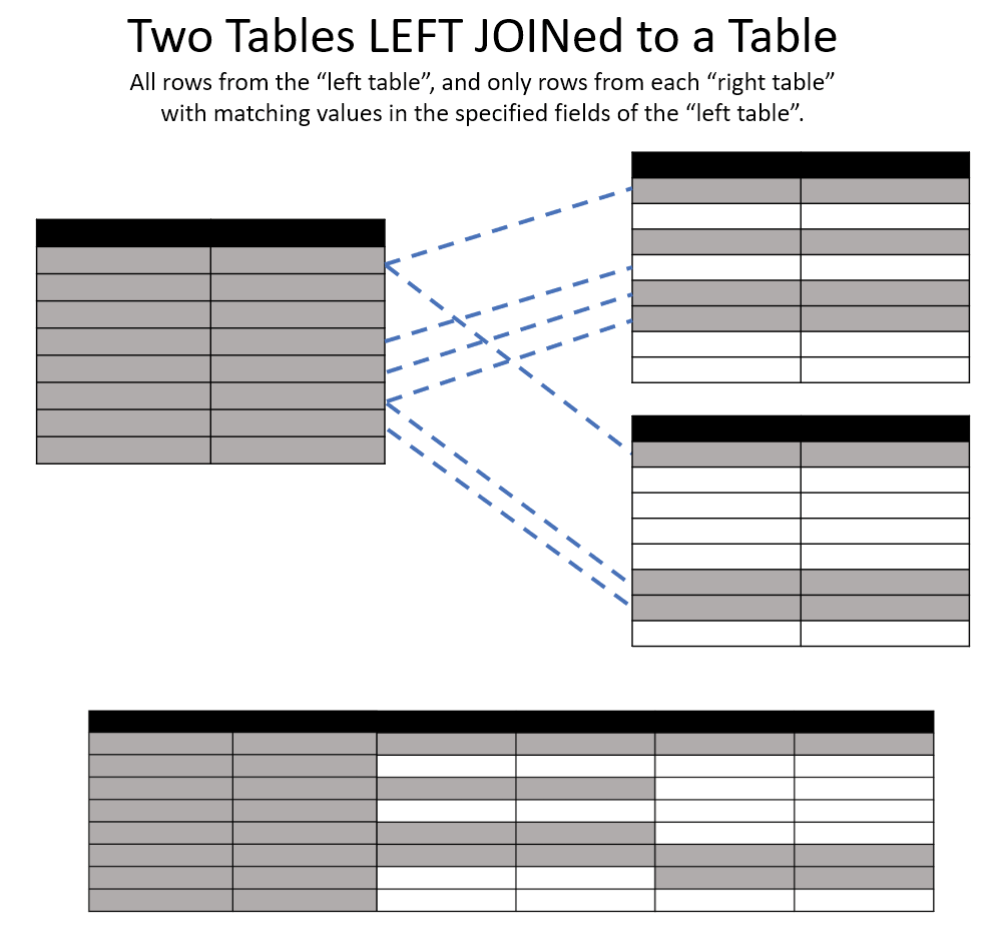 Two Tables LEFT JOINed to a Table
All rows from the “left table”, and only rows from each “right table”
with matching values in the specified fields of the “left table”.